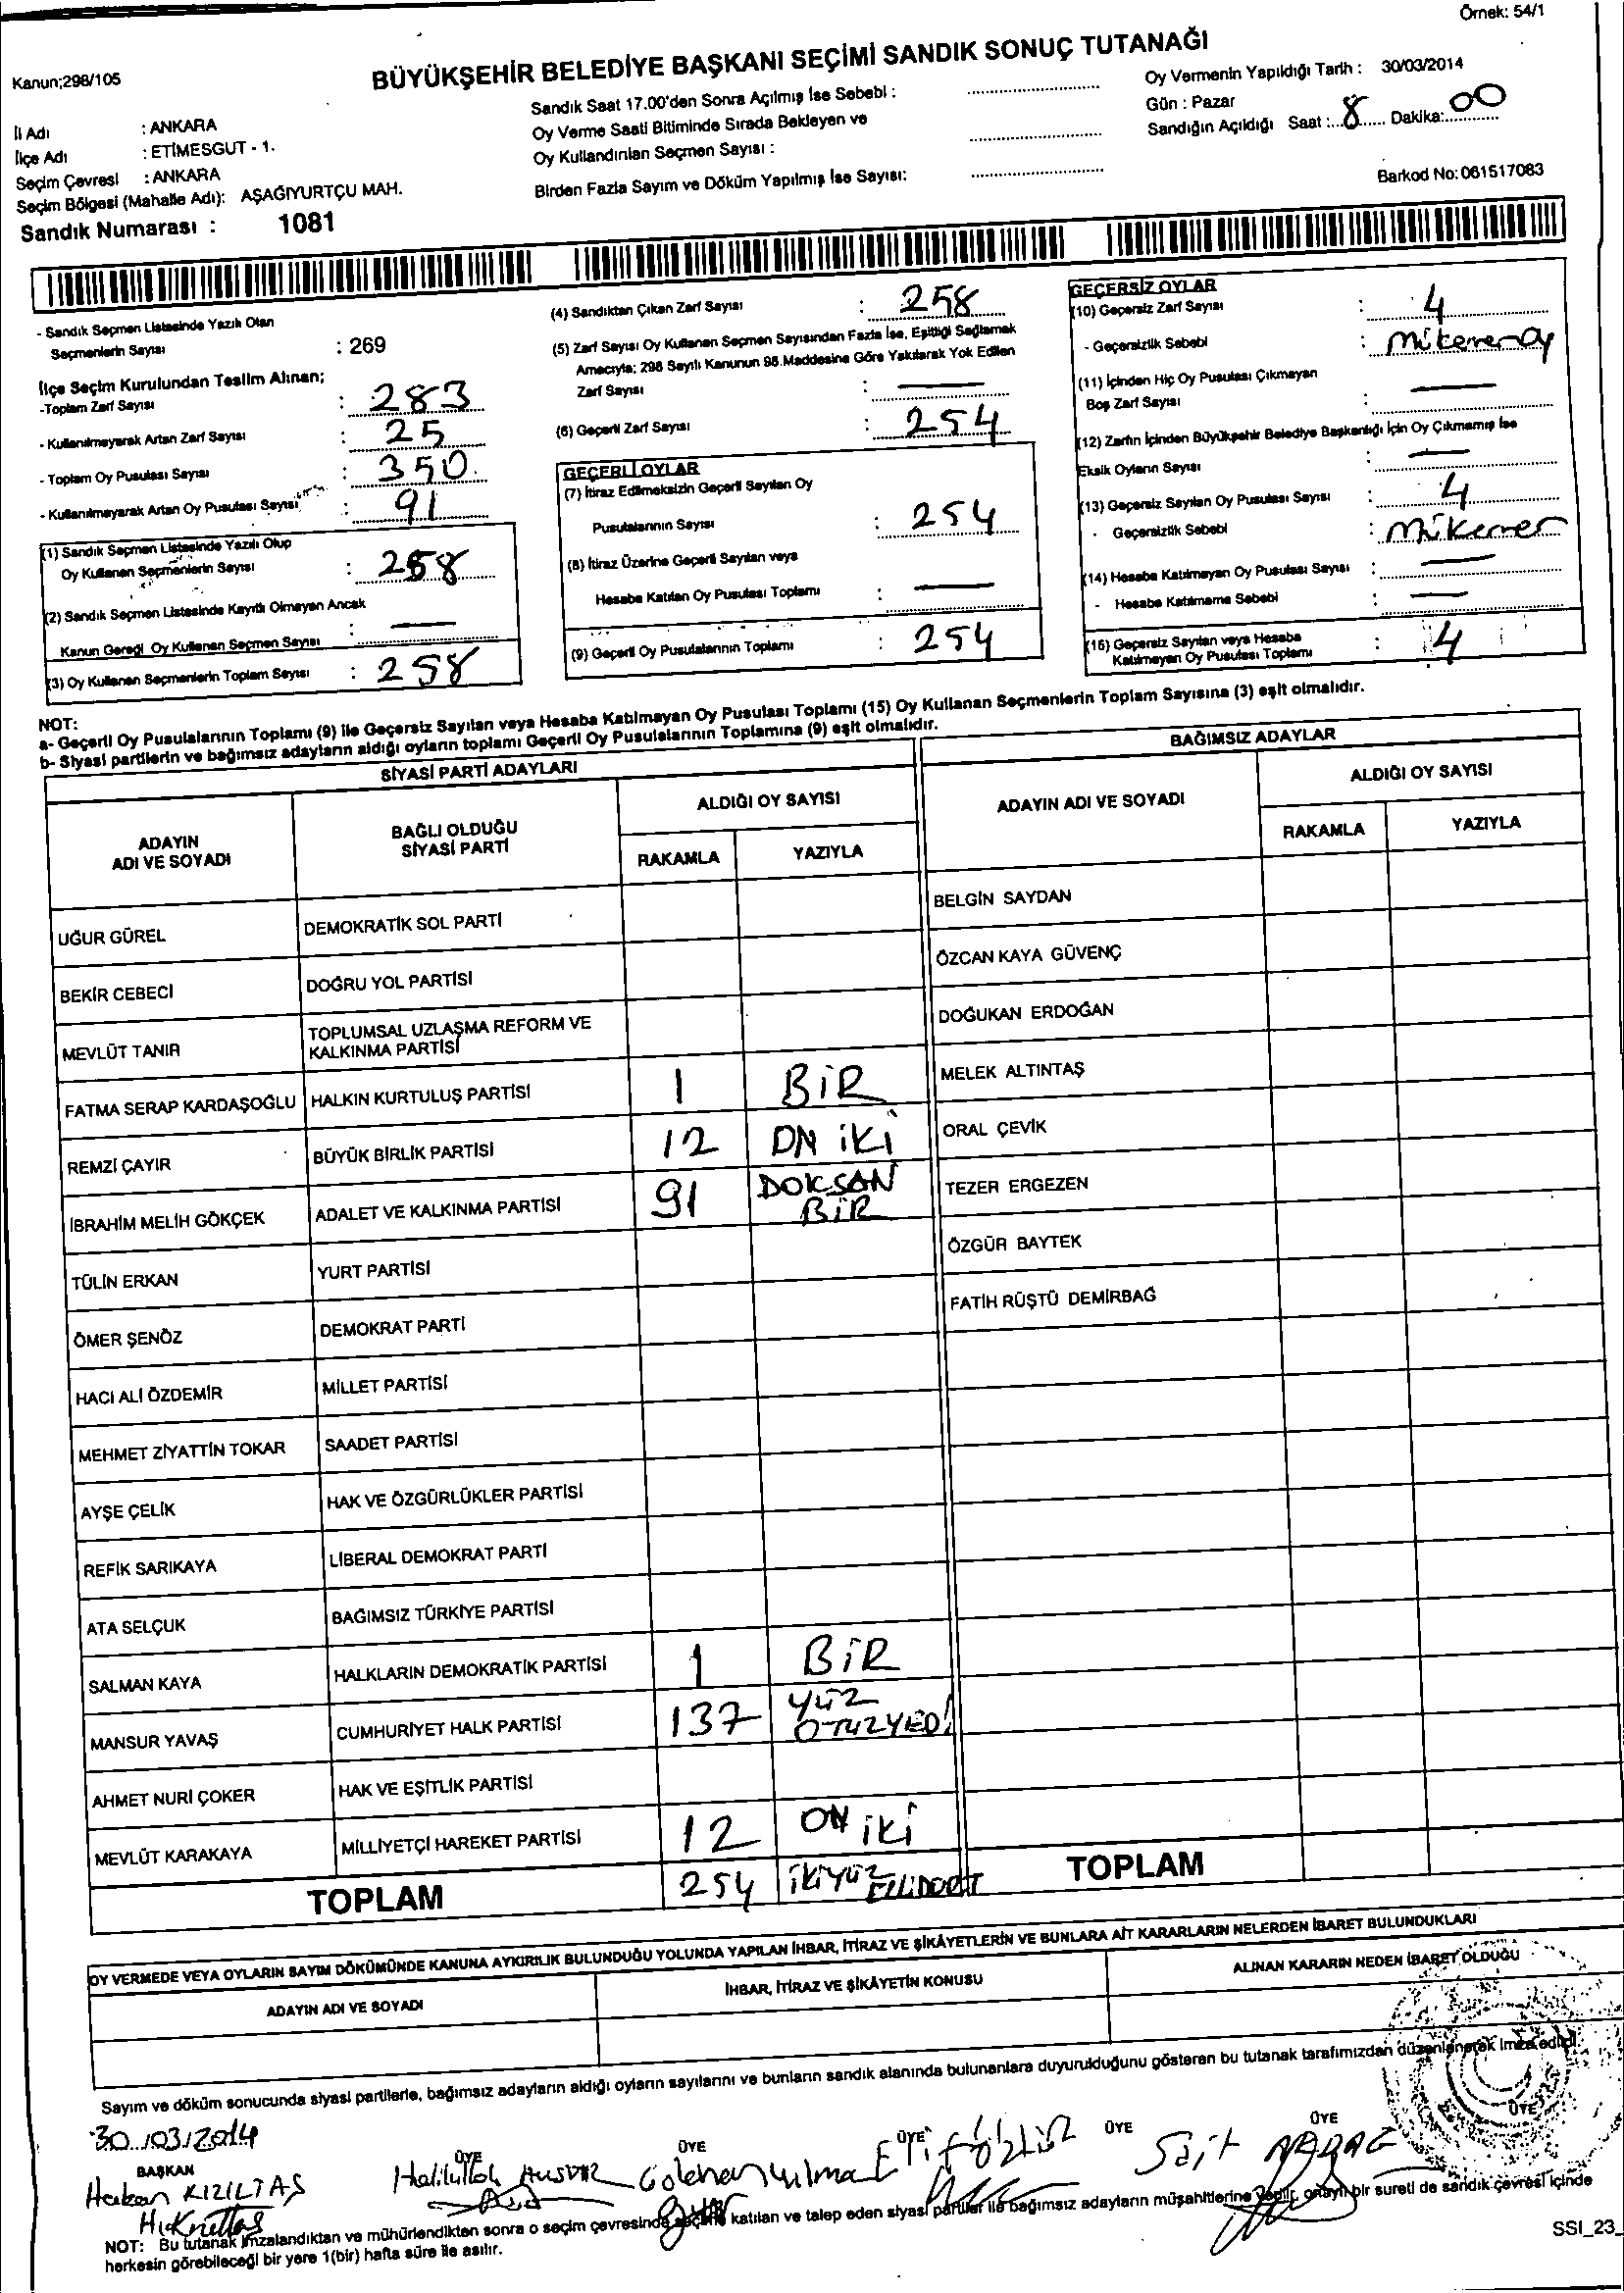 Örnek: 54/1
BÜYÜKŞEHİR BELEDİYE BAŞKANI SEÇİMİ SANDIK SONUÇ TUTANAĞI
Kanun;298/105
İl Adı : ANKARA
İlçe Adı : ETİMESGUT - 1.
Seçim Çevresi : ANKARA
Seçim Bölgesi (Mahalle Adı): AŞAĞIYURTÇU MAH.
Sandık Numarası : 1081
Sandık Saat 17.00'den Sonra Açılmış İse Sebebi :
Oy Verme Saati Bitiminde Sırada Bekleyen ve
Oy Kullandırılan Seçmen Sayısı :
Birden Fazla Sayım ve Döküm Yapılmış İse Sayısı:
Oy Vermenin Yapıldığı Tarih : 30/03/2014
Gün : Pazar
Sandığın Açıldığı Saat : 8 Dakika: 00
Barkod No: 061517083
- Sandık Seçmen Listesinde Yazılı Olan
Seçmenlerin Sayısı : 269
İlçe Seçim Kurulundan Teslim Alınan;
-Toplam Zarf Sayısı : 283
- Kullanılmayarak Artan Zarf Sayısı : 25
- Toplam Oy Pusulası Sayısı : 350
- Kullanılmayarak Artan Oy Pusulası Sayısı : 91
(1) Sandık Seçmen Listesinde Yazılı Olup
Oy Kullanan Seçmenlerin Sayısı : 258
(2) Sandık Seçmen Listesinde Kayıtlı Olmayan Ancak
Kanun Gereği Oy Kullanan Seçmen Sayısı : —
(3) Oy Kullanan Seçmenlerin Toplam Sayısı : 258
(4) Sandıktan Çıkan Zarf Sayısı : 258
(5) Zarf Sayısı Oy Kullanan Seçmen Sayısından Fazla İse, Eşitliği Sağlamak
Amacıyla; 298 Sayılı Kanunun 98.Maddesine Göre Yakılarak Yok Edilen
Zarf Sayısı : —
(6) Geçerli Zarf Sayısı : 254
GEÇERLİ OYLAR
(7) İtiraz Edilmeksizin Geçerli Sayılan Oy
Pusulalarının Sayısı : 254
(8) İtiraz Üzerine Geçerli Sayılan veya
Hesaba Katılan Oy Pusulası Toplamı : —
(9) Geçerli Oy Pusulalarının Toplamı : 254
GEÇERSİZ OYLAR
(10) Geçersiz Zarf Sayısı : 4
- Geçersizlik Sebebi : Mükerer Oy
(11) İçinden Hiç Oy Pusulası Çıkmayan
Boş Zarf Sayısı : —
(12) Zarfın İçinden Büyükşehir Belediye Başkanlığı İçin Oy Çıkmamış İse
Eksik Oyların Sayısı : —
(13) Geçersiz Sayılan Oy Pusulası Sayısı : 4
- Geçersizlik Sebebi : Mükerrer
(14) Hesaba Katılmayan Oy Pusulası Sayısı : —
- Hesaba Katılmama Sebebi : —
(15) Geçersiz Sayılan veya Hesaba
Katılmayan Oy Pusulası Toplamı : 4
NOT:
a- Geçerli Oy Pusulalarının Toplamı (9) ile Geçersiz Sayılan veya Hesaba Katılmayan Oy Pusulası Toplamı (15) Oy Kullanan Seçmenlerin Toplam Sayısına (3) eşit olmalıdır.
b- Siyasi partilerin ve bağımsız adayların aldığı oyların toplamı Geçerli Oy Pusulalarının Toplamına (9) eşit olmalıdır.
SİYASİ PARTİ ADAYLARI
ADAYIN ADI VE SOYADI
BAĞLI OLDUĞU SİYASİ PARTİ
ALDIĞI OY SAYISI
RAKAMLA YAZIYLA
UĞUR GÜREL DEMOKRATİK SOL PARTİ
BEKİR CEBECİ DOĞRU YOL PARTİSİ
MEVLÜT TANIR TOPLUMSAL UZLAŞMA REFORM VE KALKINMA PARTİSİ
FATMA SERAP KARDAŞOĞLU HALKIN KURTULUŞ PARTİSİ 1 BİR
REMZİ ÇAYIR BÜYÜK BİRLİK PARTİSİ 12 ON İKİ
İBRAHİM MELİH GÖKÇEK ADALET VE KALKINMA PARTİSİ 91 DOKSAN BİR
TÜLİN ERKAN YURT PARTİSİ
ÖMER ŞENÖZ DEMOKRAT PARTİ
HACI ALİ ÖZDEMİR MİLLET PARTİSİ
MEHMET ZİYATTİN TOKAR SAADET PARTİSİ
AYŞE ÇELİK HAK VE ÖZGÜRLÜKLER PARTİSİ
REFİK SARIKAYA LİBERAL DEMOKRAT PARTİ
ATA SELÇUK BAĞIMSIZ TÜRKİYE PARTİSİ
SALMAN KAYA HALKLARIN DEMOKRATİK PARTİSİ 1 BİR
MANSUR YAVAŞ CUMHURİYET HALK PARTİSİ 137 YÜZ OTUZYEDİ
AHMET NURİ ÇOKER HAK VE EŞİTLİK PARTİSİ
MEVLÜT KARAKAYA MİLLİYETÇİ HAREKET PARTİSİ 12 ON İKİ
TOPLAM 254 İKİYÜZ ELLİDÖRT
BAĞIMSIZ ADAYLAR
ADAYIN ADI VE SOYADI
ALDIĞI OY SAYISI
RAKAMLA YAZIYLA
BELGİN SAYDAN
ÖZCAN KAYA GÜVENÇ
DOĞUKAN ERDOĞAN
MELEK ALTINTAŞ
ORAL ÇEVİK
TEZER ERGEZEN
ÖZGÜR BAYTEK
FATİH RÜŞTÜ DEMİRBAĞ
TOPLAM
OY VERMEDE VEYA OYLARIN SAYIM DÖKÜMÜNDE KANUNA AYKIRILIK BULUNDUĞU YOLUNDA YAPILAN İHBAR, İTİRAZ VE ŞİKÂYETLERİN VE BUNLARA AİT KARARLARIN NELERDEN İBARET BULUNDUKLARI
ADAYIN ADI VE SOYADI İHBAR, İTİRAZ VE ŞİKÂYETİN KONUSU ALINAN KARARIN NEDEN İBARET OLDUĞU
Sayım ve döküm sonucunda siyasi partilerle, bağımsız adayların aldığı oyların sayılarını ve bunların sandık alanında bulunanlara duyurulduğunu gösteren bu tutanak tarafımızdan düzenlenerek imza edildi.
30/03/2014
BAŞKAN ÜYE ÜYE ÜYE ÜYE ÜYE ÜYE
Hakan KIZILTAŞ Gökhan Yılmaz Elif Öztür Sait
NOT: Bu tutanak imzalandıktan ve mühürlendikten sonra o seçim çevresinde seçime katılan ve talep eden siyasi partiler ile bağımsız adayların müşahitlerine verilir, onaylı bir sureti de sandık çevresi içinde
herkesin görebileceği bir yere 1(bir) hafta süre ile asılır.
SSI_23_